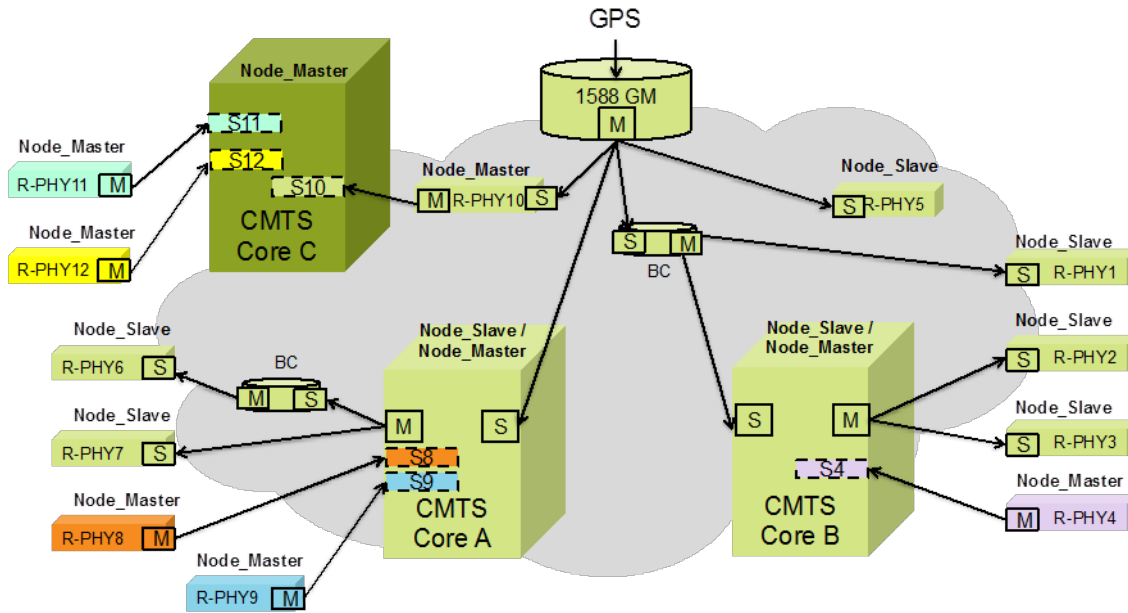 GPS
1588 GM
M
Node_Master
S11
S12
S10
CMTS
Core C
Node_Master
R-PHY11 M
Node_Master
R-PHY12 M
Node_Master
M R-PHY10 S
Node_Slave
S R-PHY5
S M
BC
Node_Slave
S R-PHY1
Node_Slave
S R-PHY2
Node_Slave
S R-PHY3
Node_Master
M R-PHY4
Node_Slave /
Node_Master
M S
S8
S9
CMTS
Core A
Node_Slave /
Node_Master
S M
S4
CMTS
Core B
Node_Slave
R-PHY6 S
BC
M S
Node_Slave
R-PHY7 S
Node_Master
R-PHY8 M
Node_Master
R-PHY9 M